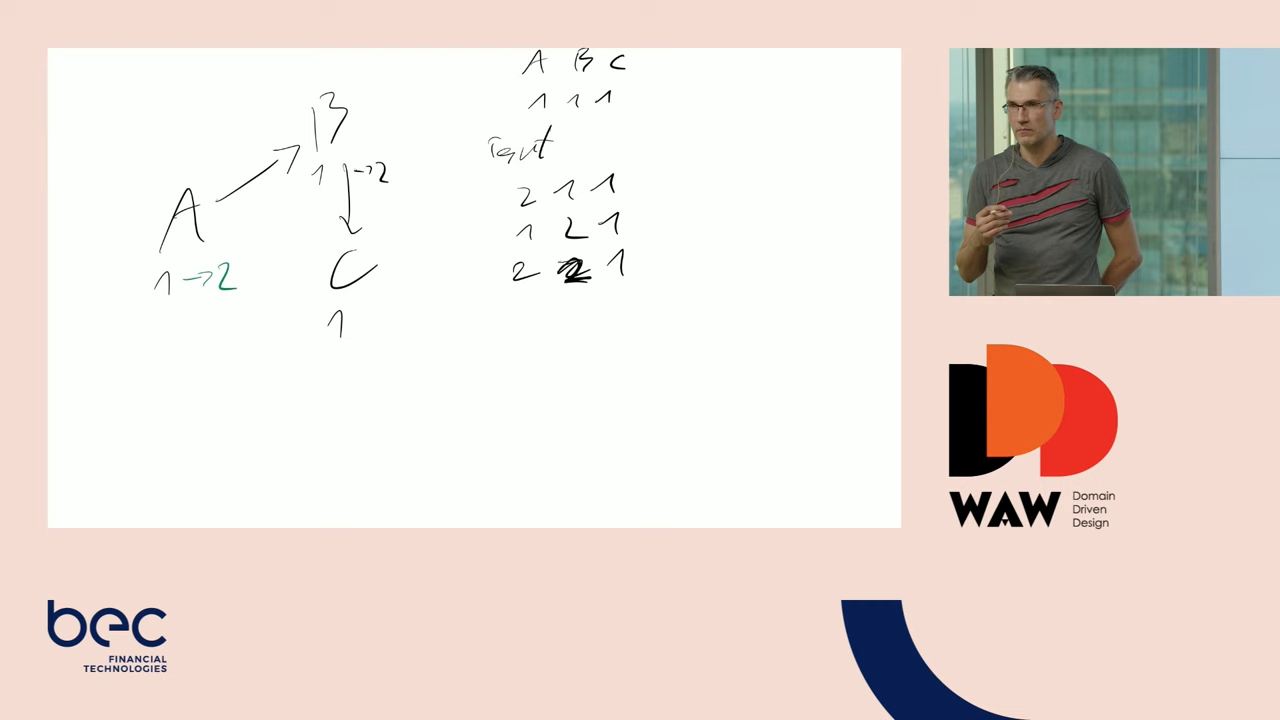 A B C
1 1 1
B
1 → 2
A
1 → 2
C
1
2 1 1
1 2 1
2 2 1
WAW Domain
Driven
Design
bec
FINANCIAL
TECHNOLOGIES